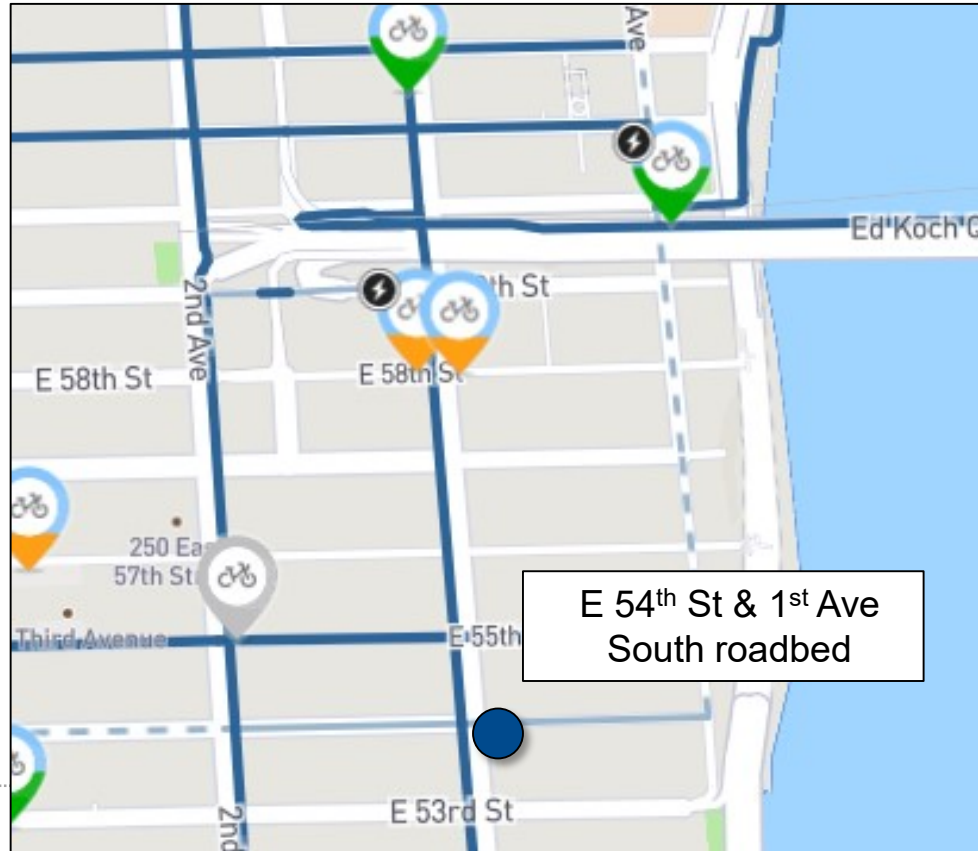 Ave
Ed'Koch'Q
2nd Ave
th St
E 58th St
E 58th St
250 Eas
57th St
Third Avenue
E 55th
E 54th St & 1st Ave
South roadbed
E 53rd St
2nd